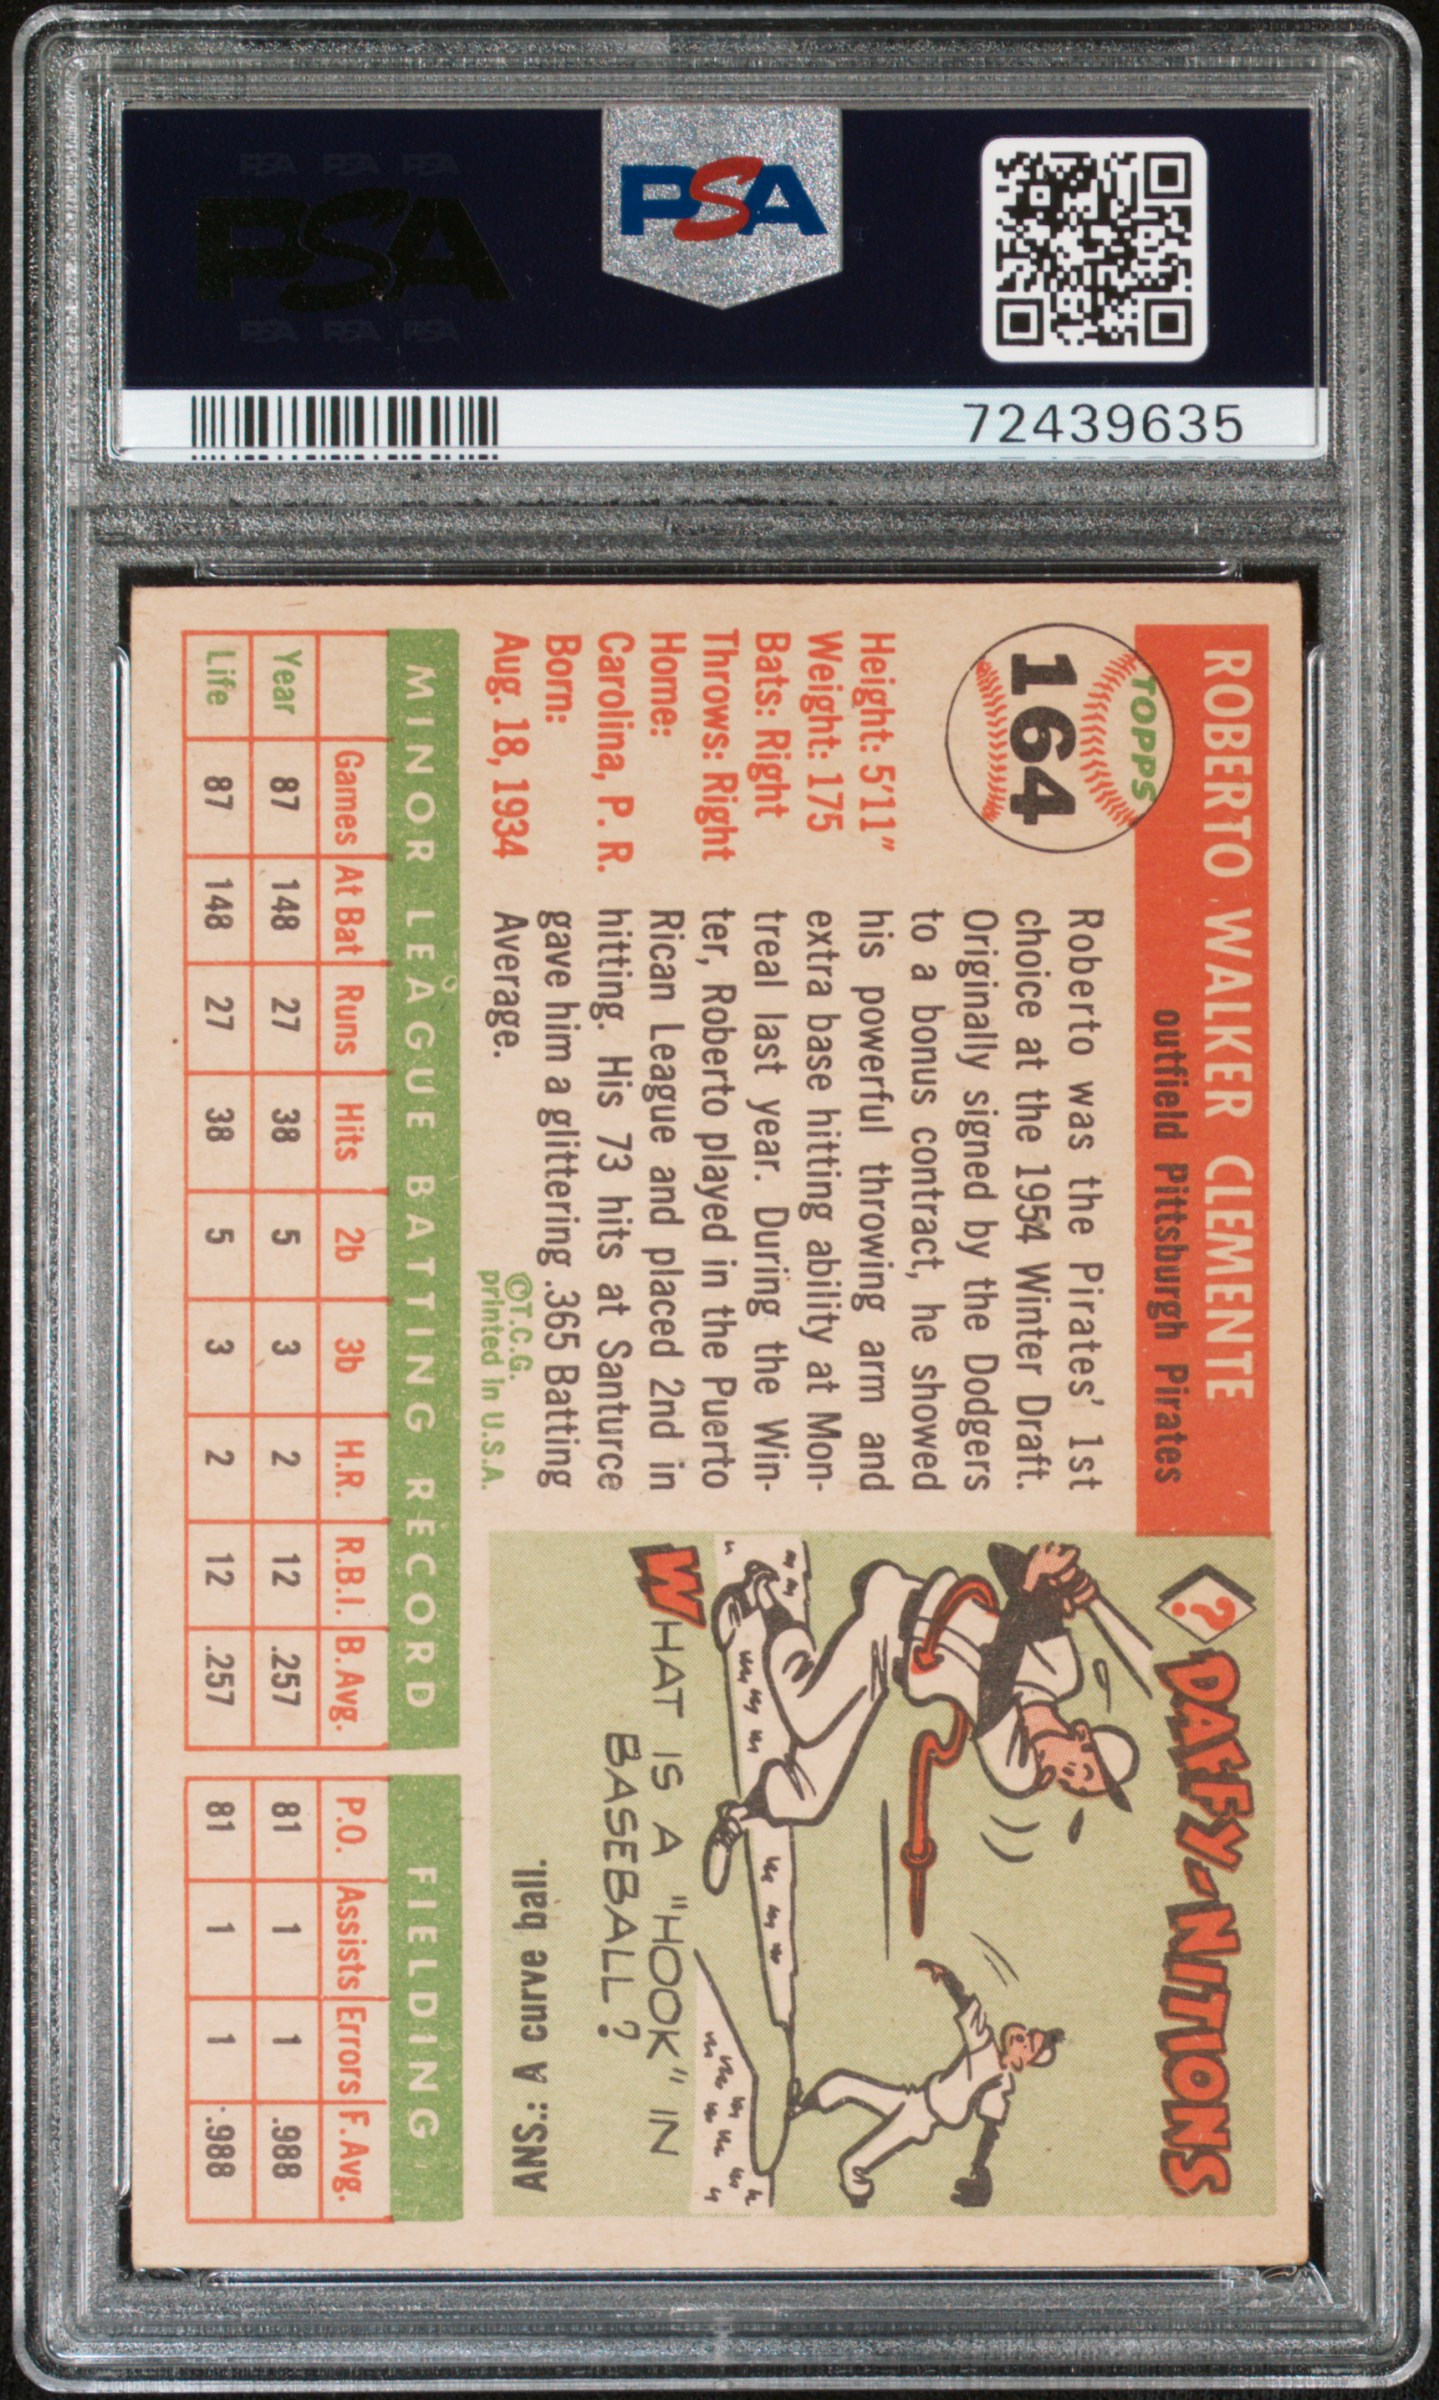 PSA PSA PSA
PSA
PSA PSA PSA
PSA
72439635
ROBERTO WALKER CLEMENTE
outfield Pittsburgh Pirates
TOPPS
164
Height: 5'11"
Weight: 175
Bats: Right
Throws: Right
Home:
Carolina, P. R.
Born:
Aug. 18, 1934
Roberto was the Pirates' 1st
choice at the 1954 Winter Draft.
Originally signed by the Dodgers
to a bonus contract, he showed
his powerful throwing arm and
extra base hitting ability at Mon-
treal last year. During the Win-
ter, Roberto played in the Puerto
Rican League and placed 2nd in
hitting. His 73 hits at Santurce
gave him a glittering .365 Batting
Average.
©T.C.G.
printed in U.S.A.
? DAFFY-NITIONS
WHAT IS A "HOOK" IN
BASEBALL?
ANS.: A curve ball.
MINOR LEAGUE BATTING RECORD FIELDING
Games At Bat Runs Hits 2b 3b H.R. R.B.I. B. Avg. P.O. Assists Errors F. Avg.
Year 87 148 27 38 5 3 2 12 .257 81 1 1 .988
Life 87 148 27 38 5 3 2 12 .257 81 1 1 .988
PSA